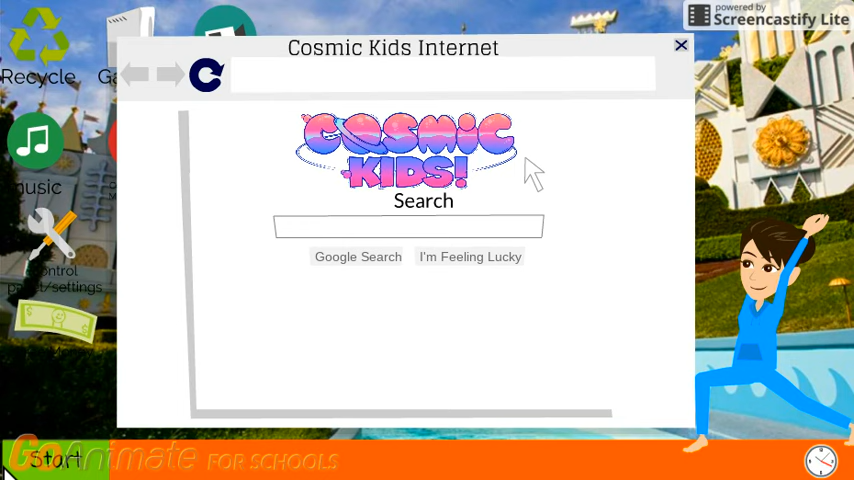 powered by
Screencastify Lite
Cosmic Kids Internet
Recycle
Ga
COSMIC
KIDS!
music
Search
Google Search
I'm Feeling Lucky
control
panel/settings
Start
GoAnimate FOR SCHOOLS